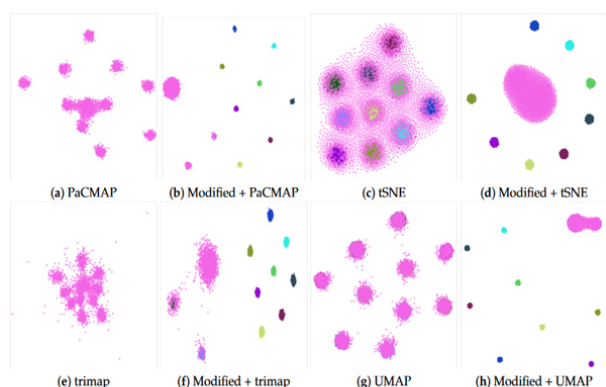 (a) PaCMAP (b) Modified + PaCMAP (c) tSNE (d) Modified + tSNE
(e) trimap (f) Modified + trimap (g) UMAP (h) Modified + UMAP